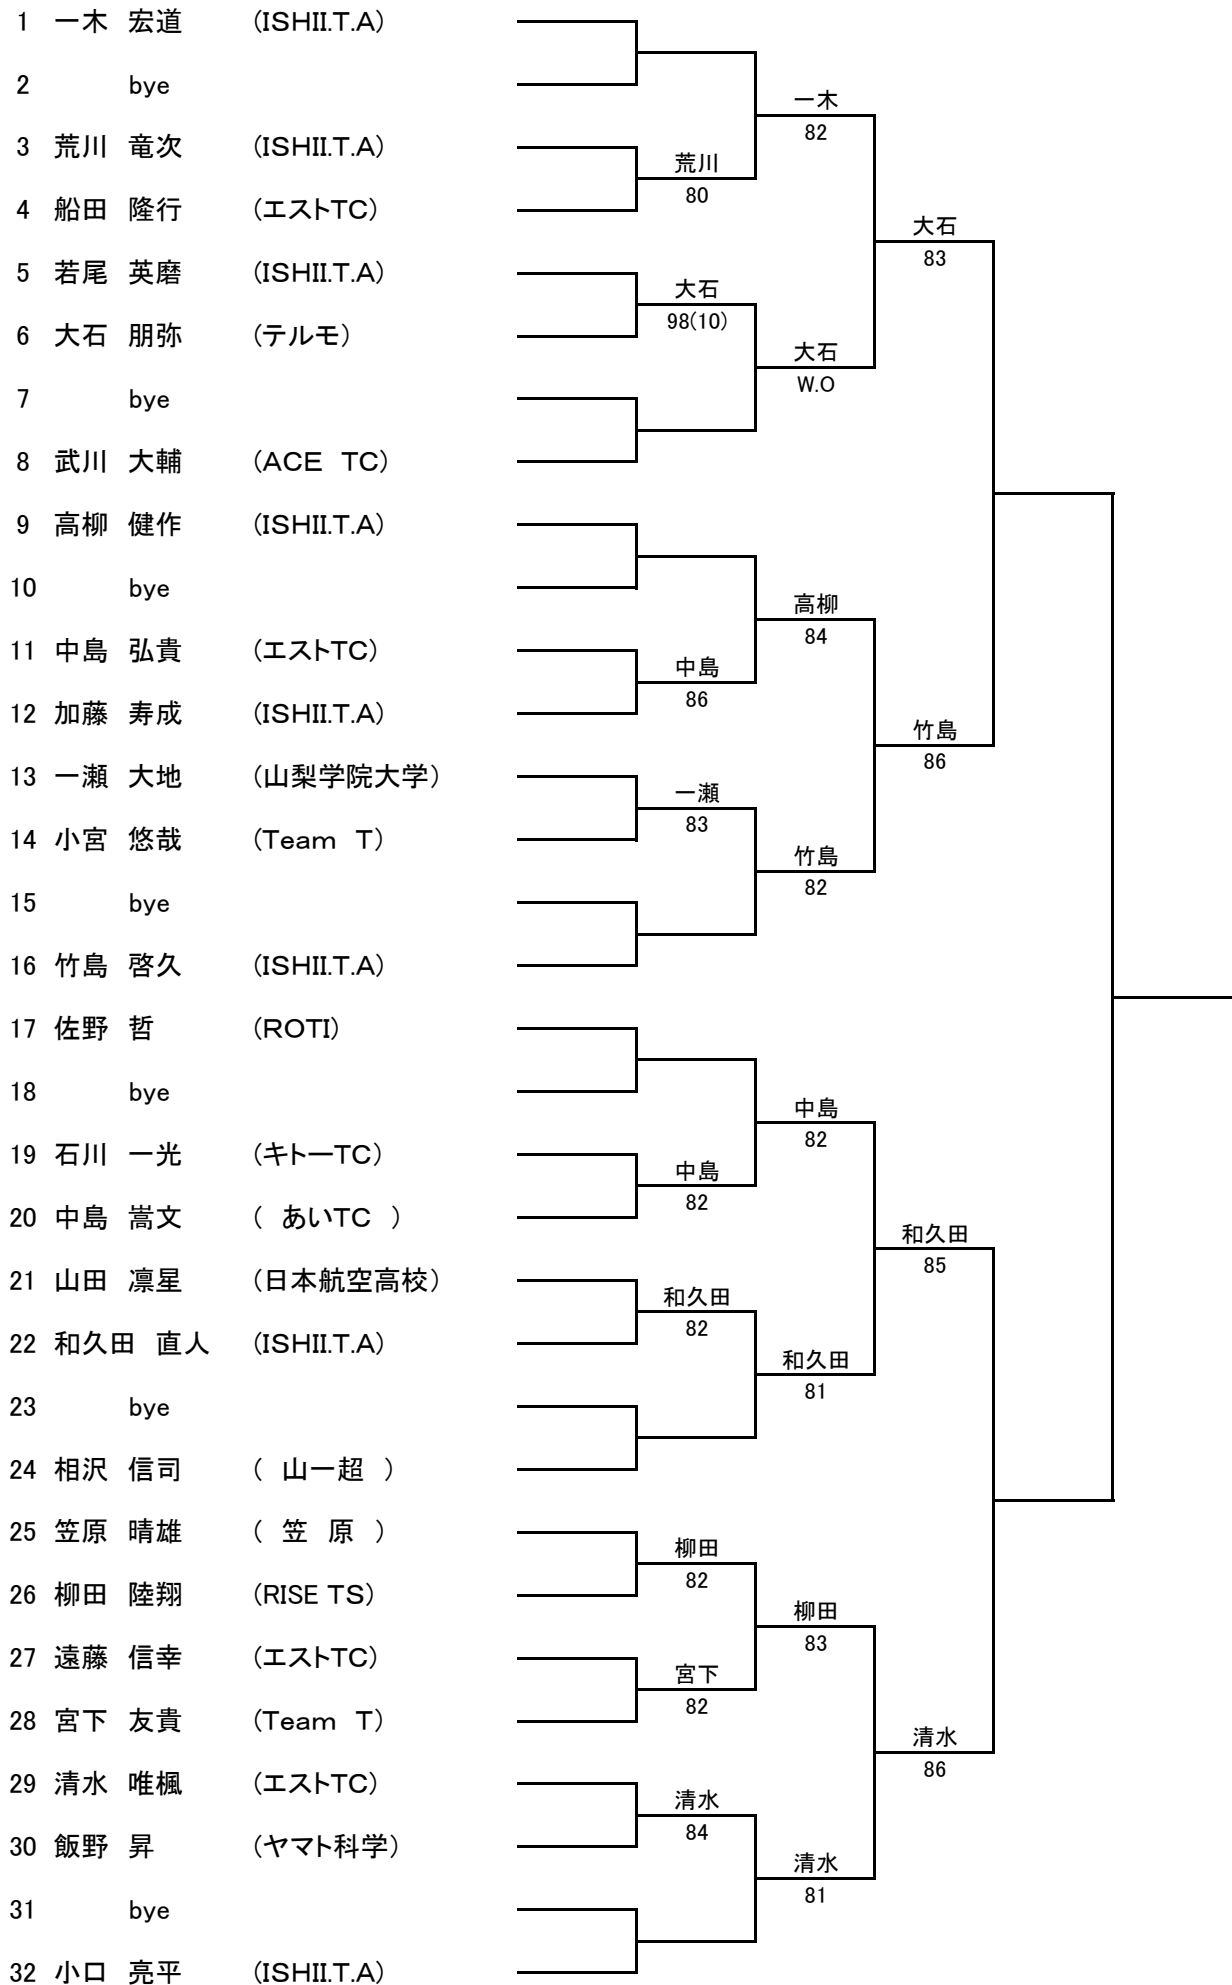 1 一木 宏道 (ISHII.T.A)
2 bye
一木
82
3 荒川 竜次 (ISHII.T.A)
荒川
80
4 船田 隆行 (エストTC)
大石
83
5 若尾 英磨 (ISHII.T.A)
大石
98(10)
6 大石 朋弥 (テルモ)
大石
W.O
7 bye
8 武川 大輔 (ACE TC)
9 高柳 健作 (ISHII.T.A)
10 bye
高柳
84
11 中島 弘貴 (エストTC)
中島
86
12 加藤 寿成 (ISHII.T.A)
竹島
86
13 一瀬 大地 (山梨学院大学)
一瀬
83
14 小宮 悠哉 (Team T)
竹島
82
15 bye
16 竹島 啓久 (ISHII.T.A)
17 佐野 哲 (ROTI)
18 bye
中島
82
19 石川 一光 (キトーTC)
中島
82
20 中島 嵩文 ( あいTC )
和久田
85
21 山田 凛星 (日本航空高校)
和久田
82
22 和久田 直人 (ISHII.T.A)
和久田
81
23 bye
24 相沢 信司 ( 山一超 )
25 笠原 晴雄 ( 笠 原 )
柳田
82
26 柳田 陸翔 (RISE TS)
柳田
83
27 遠藤 信幸 (エストTC)
宮下
82
28 宮下 友貴 (Team T)
清水
86
29 清水 唯楓 (エストTC)
清水
84
30 飯野 昇 (ヤマト科学)
清水
81
31 bye
32 小口 亮平 (ISHII.T.A)